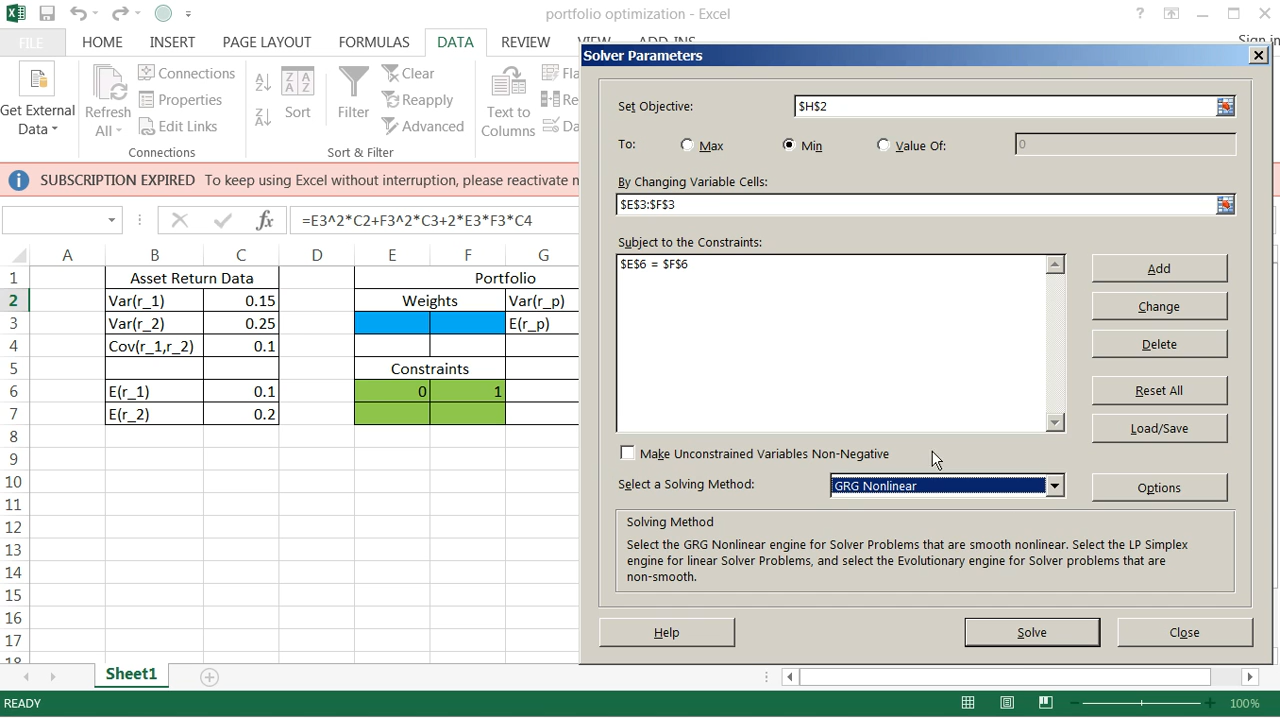 portfolio optimization - Excel
?
FILE HOME INSERT PAGE LAYOUT FORMULAS DATA REVIEW VIEW ADD-INS Sign in
Get External Data
Refresh All
Connections
Properties
Edit Links
Connections
Sort
Filter
Clear
Reapply
Advanced
Sort & Filter
Text to Columns
Fla
Re
Da
SUBSCRIPTION EXPIRED To keep using Excel without interruption, please reactivate
fx =E3^2*C2+F3^2*C3+2*E3*F3*C4
A B C D E F G
1 Asset Return Data Portfolio
2 Var(r_1) 0.15 Weights Var(r_p)
3 Var(r_2) 0.25 E(r_p)
4 Cov(r_1,r_2) 0.1
5 Constraints
6 E(r_1) 0.1 0 1
7 E(r_2) 0.2
8
9
10
11
12
13
14
15
16
17
18
Sheet1
READY
100%
Solver Parameters
Set Objective: $H$2
To: Max Min Value Of: 0
By Changing Variable Cells:
$E$3:$F$3
Subject to the Constraints:
$E$6 = $F$6
Add
Change
Delete
Reset All
Load/Save
Make Unconstrained Variables Non-Negative
Select a Solving Method: GRG Nonlinear
Options
Solving Method
Select the GRG Nonlinear engine for Solver Problems that are smooth nonlinear. Select the LP Simplex
engine for linear Solver Problems, and select the Evolutionary engine for Solver problems that are
non-smooth.
Help
Solve
Close